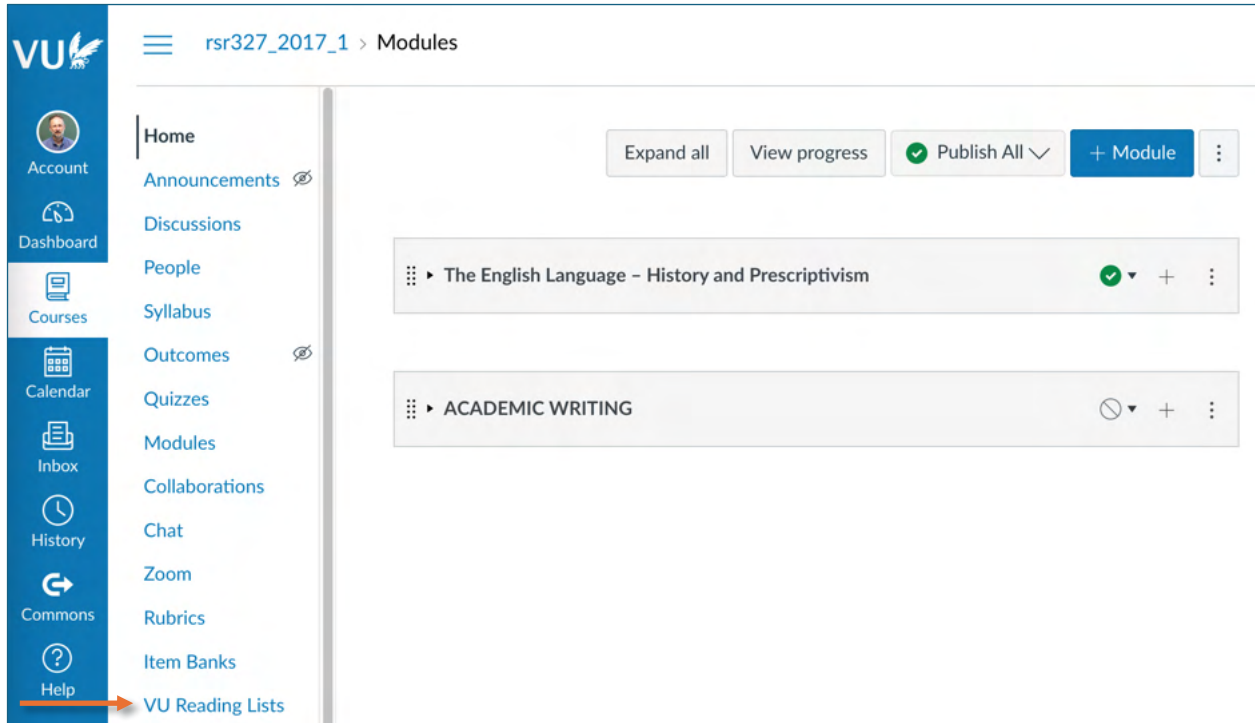 VU
rsr327_2017_1 > Modules
Account
Dashboard
Courses
Calendar
Inbox
History
Commons
Help
Home
Announcements
Discussions
People
Syllabus
Outcomes
Quizzes
Modules
Collaborations
Chat
Zoom
Rubrics
Item Banks
VU Reading Lists
Expand all
View progress
Publish All
+ Module
The English Language – History and Prescriptivism
ACADEMIC WRITING